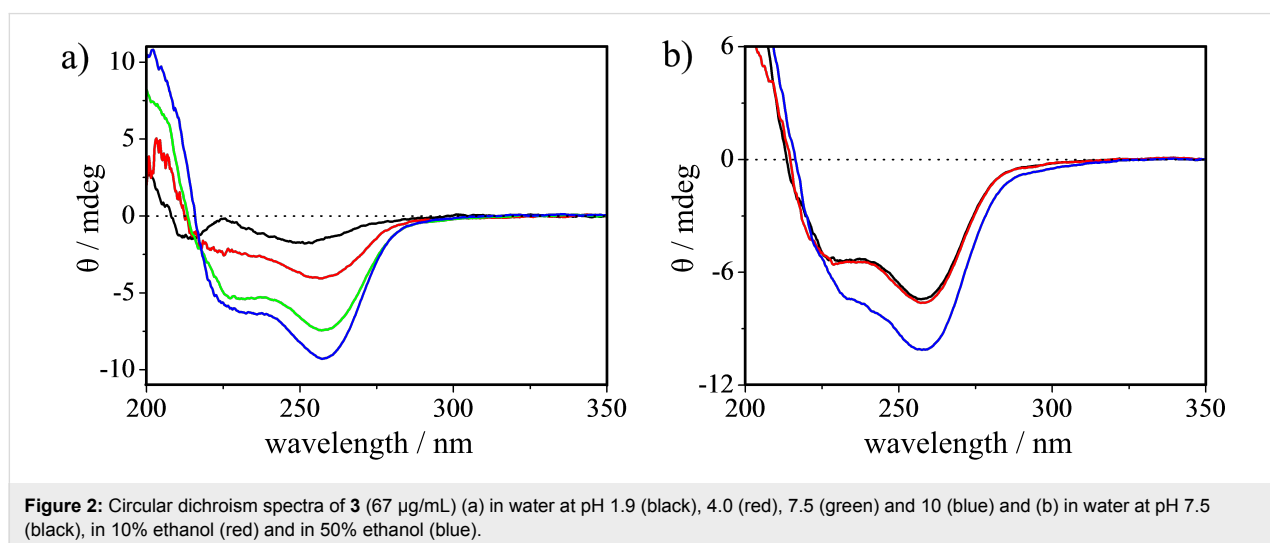 a)
10
5
0
-5
-10
θ / mdeg
200 250 300 350
wavelength / nm
b)
6
0
-6
-12
θ / mdeg
200 250 300 350
wavelength / nm
Figure 2: Circular dichroism spectra of 3 (67 µg/mL) (a) in water at pH 1.9 (black), 4.0 (red), 7.5 (green) and 10 (blue) and (b) in water at pH 7.5
(black), in 10% ethanol (red) and in 50% ethanol (blue).